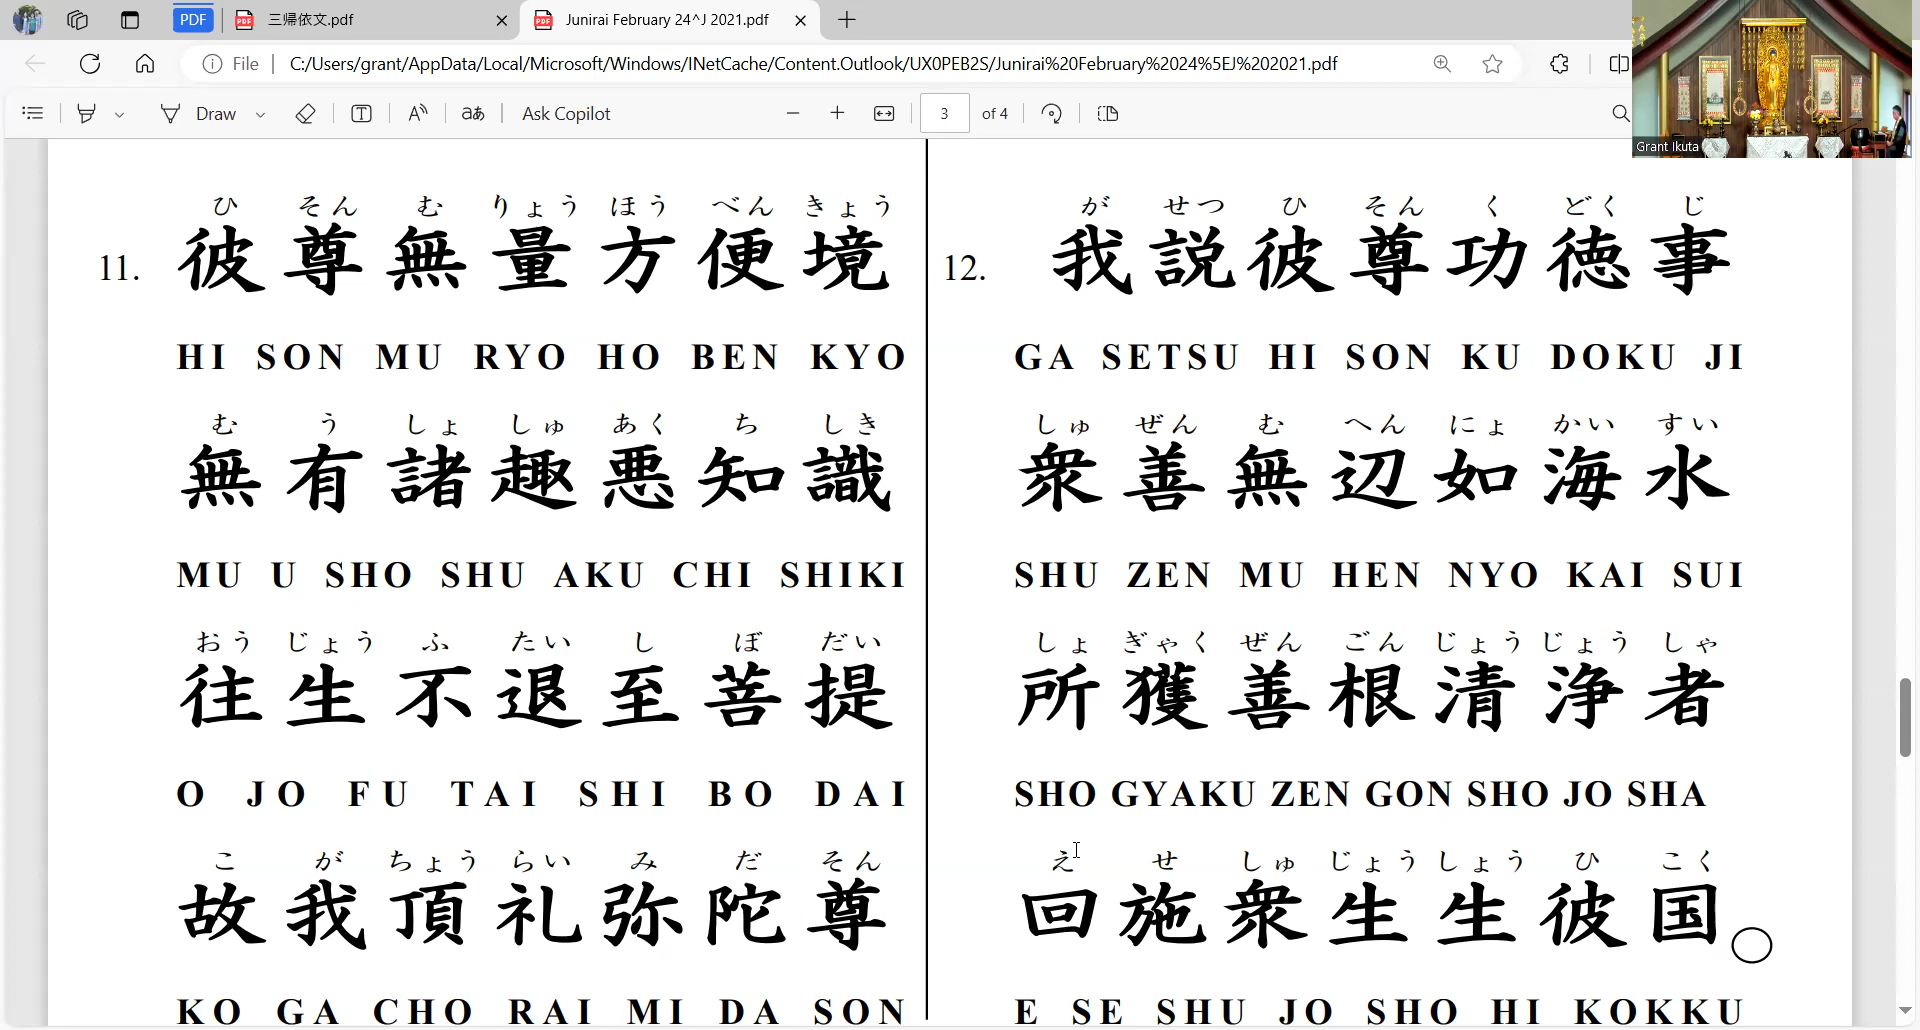 PDF
三帰依文.pdf
Junirai February 24^J 2021.pdf
File
C:/Users/grant/AppData/Local/Microsoft/Windows/INetCache/Content.Outlook/UX0PEB2S/Junirai%20February%2024%5EJ%202021.pdf
Draw
aあ
Ask Copilot
3 of 4
Grant Ikuta
ひ そん む りょう ほう べん きょう
11. 彼尊無量方便境
HI SON MU RYO HO BEN KYO
む う しょ しゅ あく ち しき
無有諸趣悪知識
MU U SHO SHU AKU CHI SHIKI
おう じょう ふ たい し ぼ だい
往生不退至菩提
O JO FU TAI SHI BO DAI
こ が ちょう らい み だ そん
故我頂礼弥陀尊
KO GA CHO RAI MI DA SON
が せつ ひ そん く どく じ
12. 我説彼尊功徳事
GA SETSU HI SON KU DOKU JI
しゅ ぜん む へん にょ かい すい
衆善無辺如海水
SHU ZEN MU HEN NYO KAI SUI
しょ ぎゃく ぜん ごん じょう じょう しゃ
所獲善根清浄者
SHO GYAKU ZEN GON SHO JO SHA
え せ しゅ じょう しょう ひ こく
回施衆生生彼国
E SE SHU JO SHO HI KOKKU